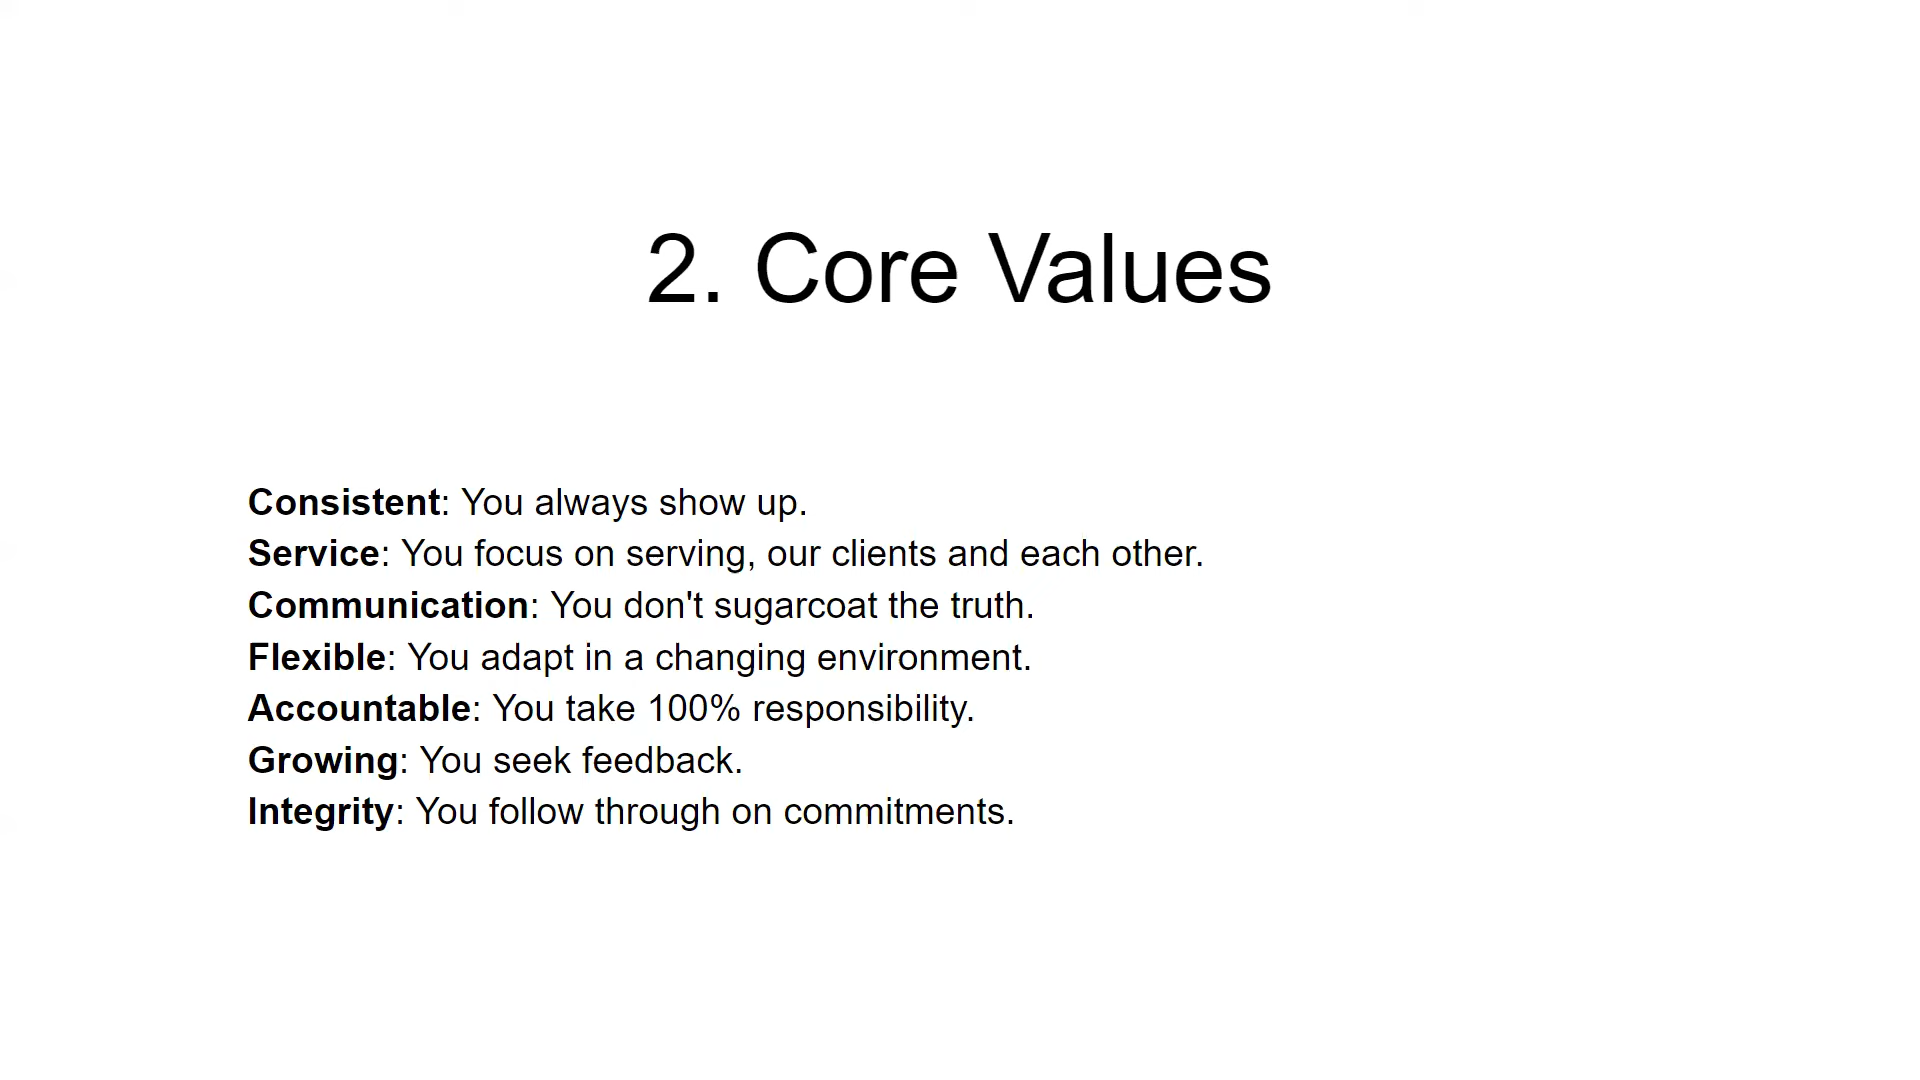 2. Core Values
Consistent: You always show up.
Service: You focus on serving, our clients and each other.
Communication: You don't sugarcoat the truth.
Flexible: You adapt in a changing environment.
Accountable: You take 100% responsibility.
Growing: You seek feedback.
Integrity: You follow through on commitments.